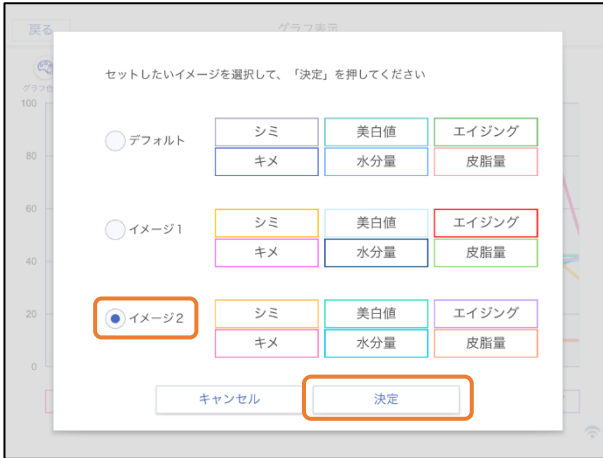 戻る
グラフ表示
グラフ色
セットしたいイメージを選択して、「決定」を押してください
デフォルト
シミ 美白値 エイジング
キメ 水分量 皮脂量
イメージ1
シミ 美白値 エイジング
キメ 水分量 皮脂量
イメージ2
シミ 美白値 エイジング
キメ 水分量 皮脂量
100
80
60
40
20
0
キャンセル 決定